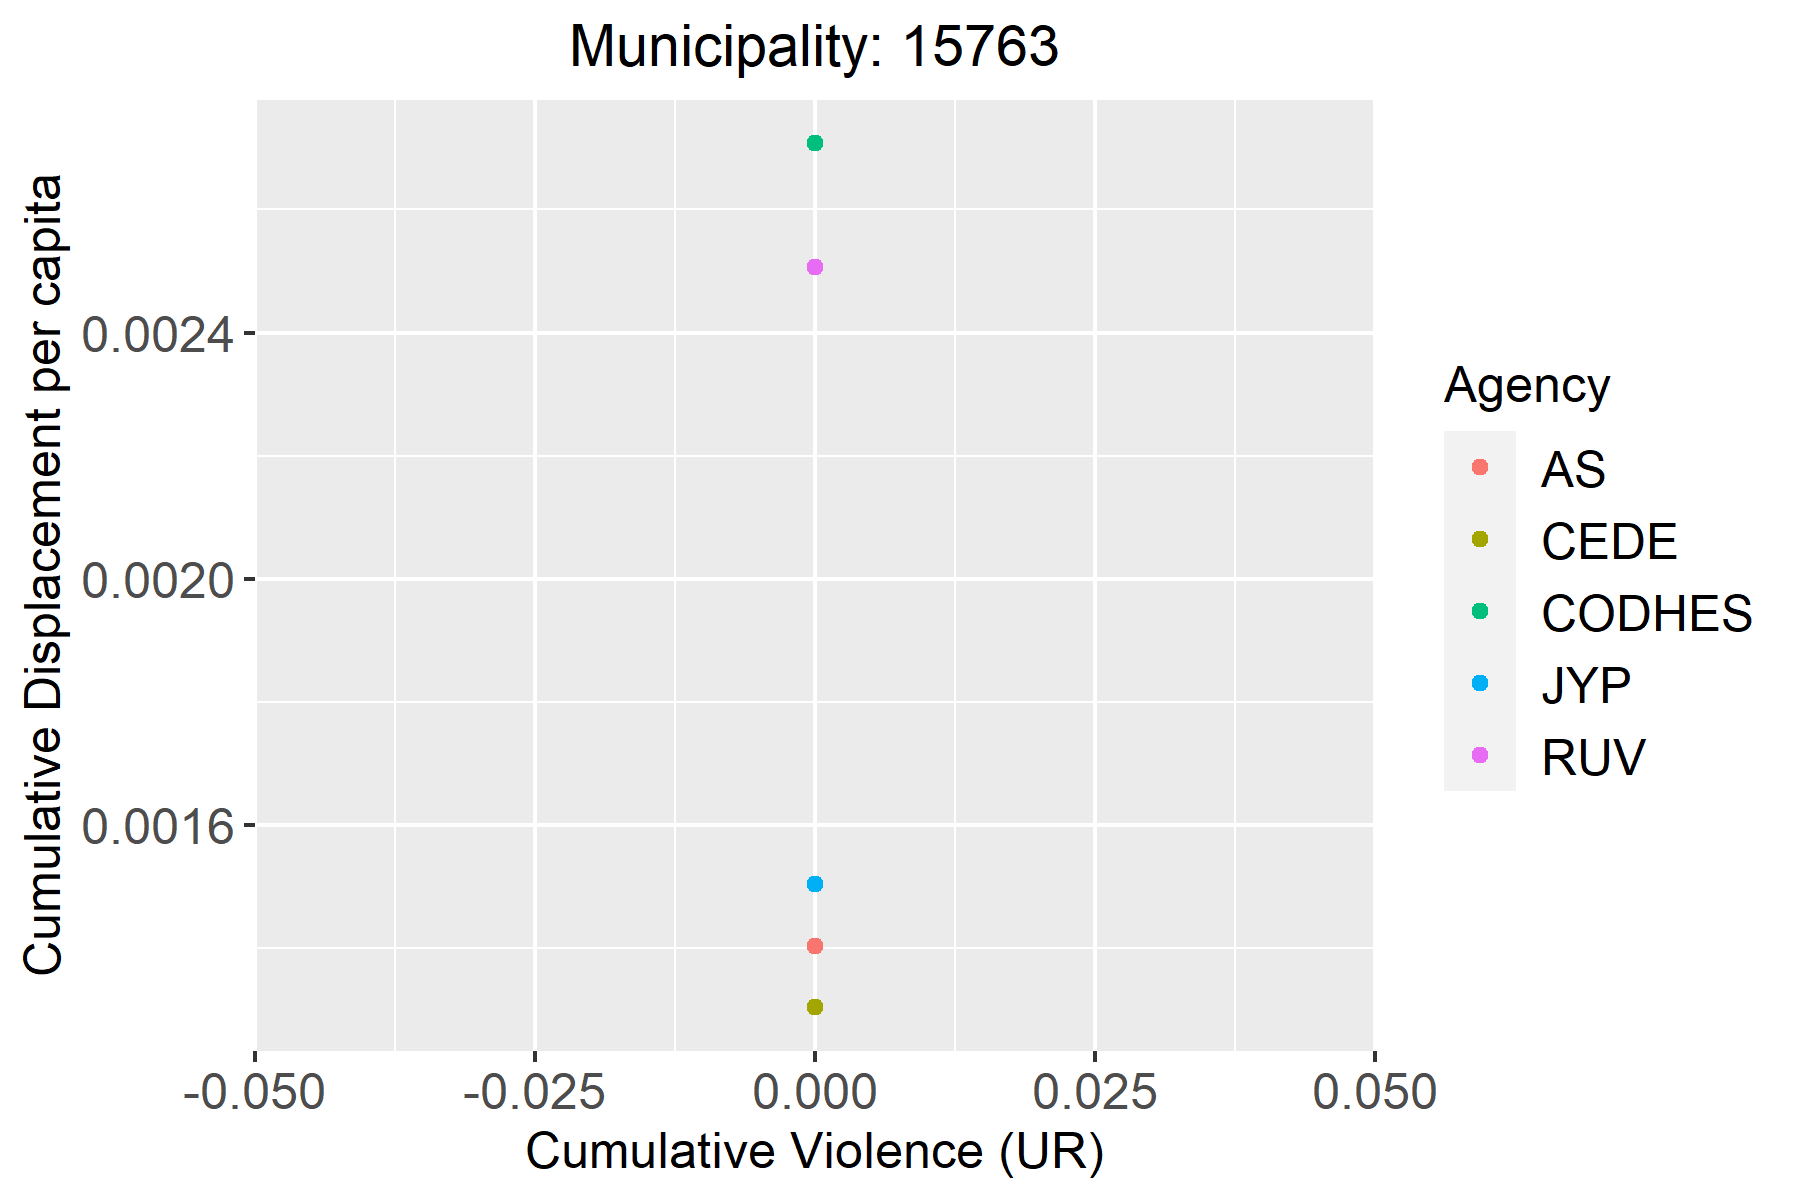 Municipality: 15763
Cumulative Displacement per capita
0.0024
0.0020
0.0016
-0.050
-0.025
0.000
0.025
0.050
Cumulative Violence (UR)
Agency
AS
CEDE
CODHES
JYP
RUV